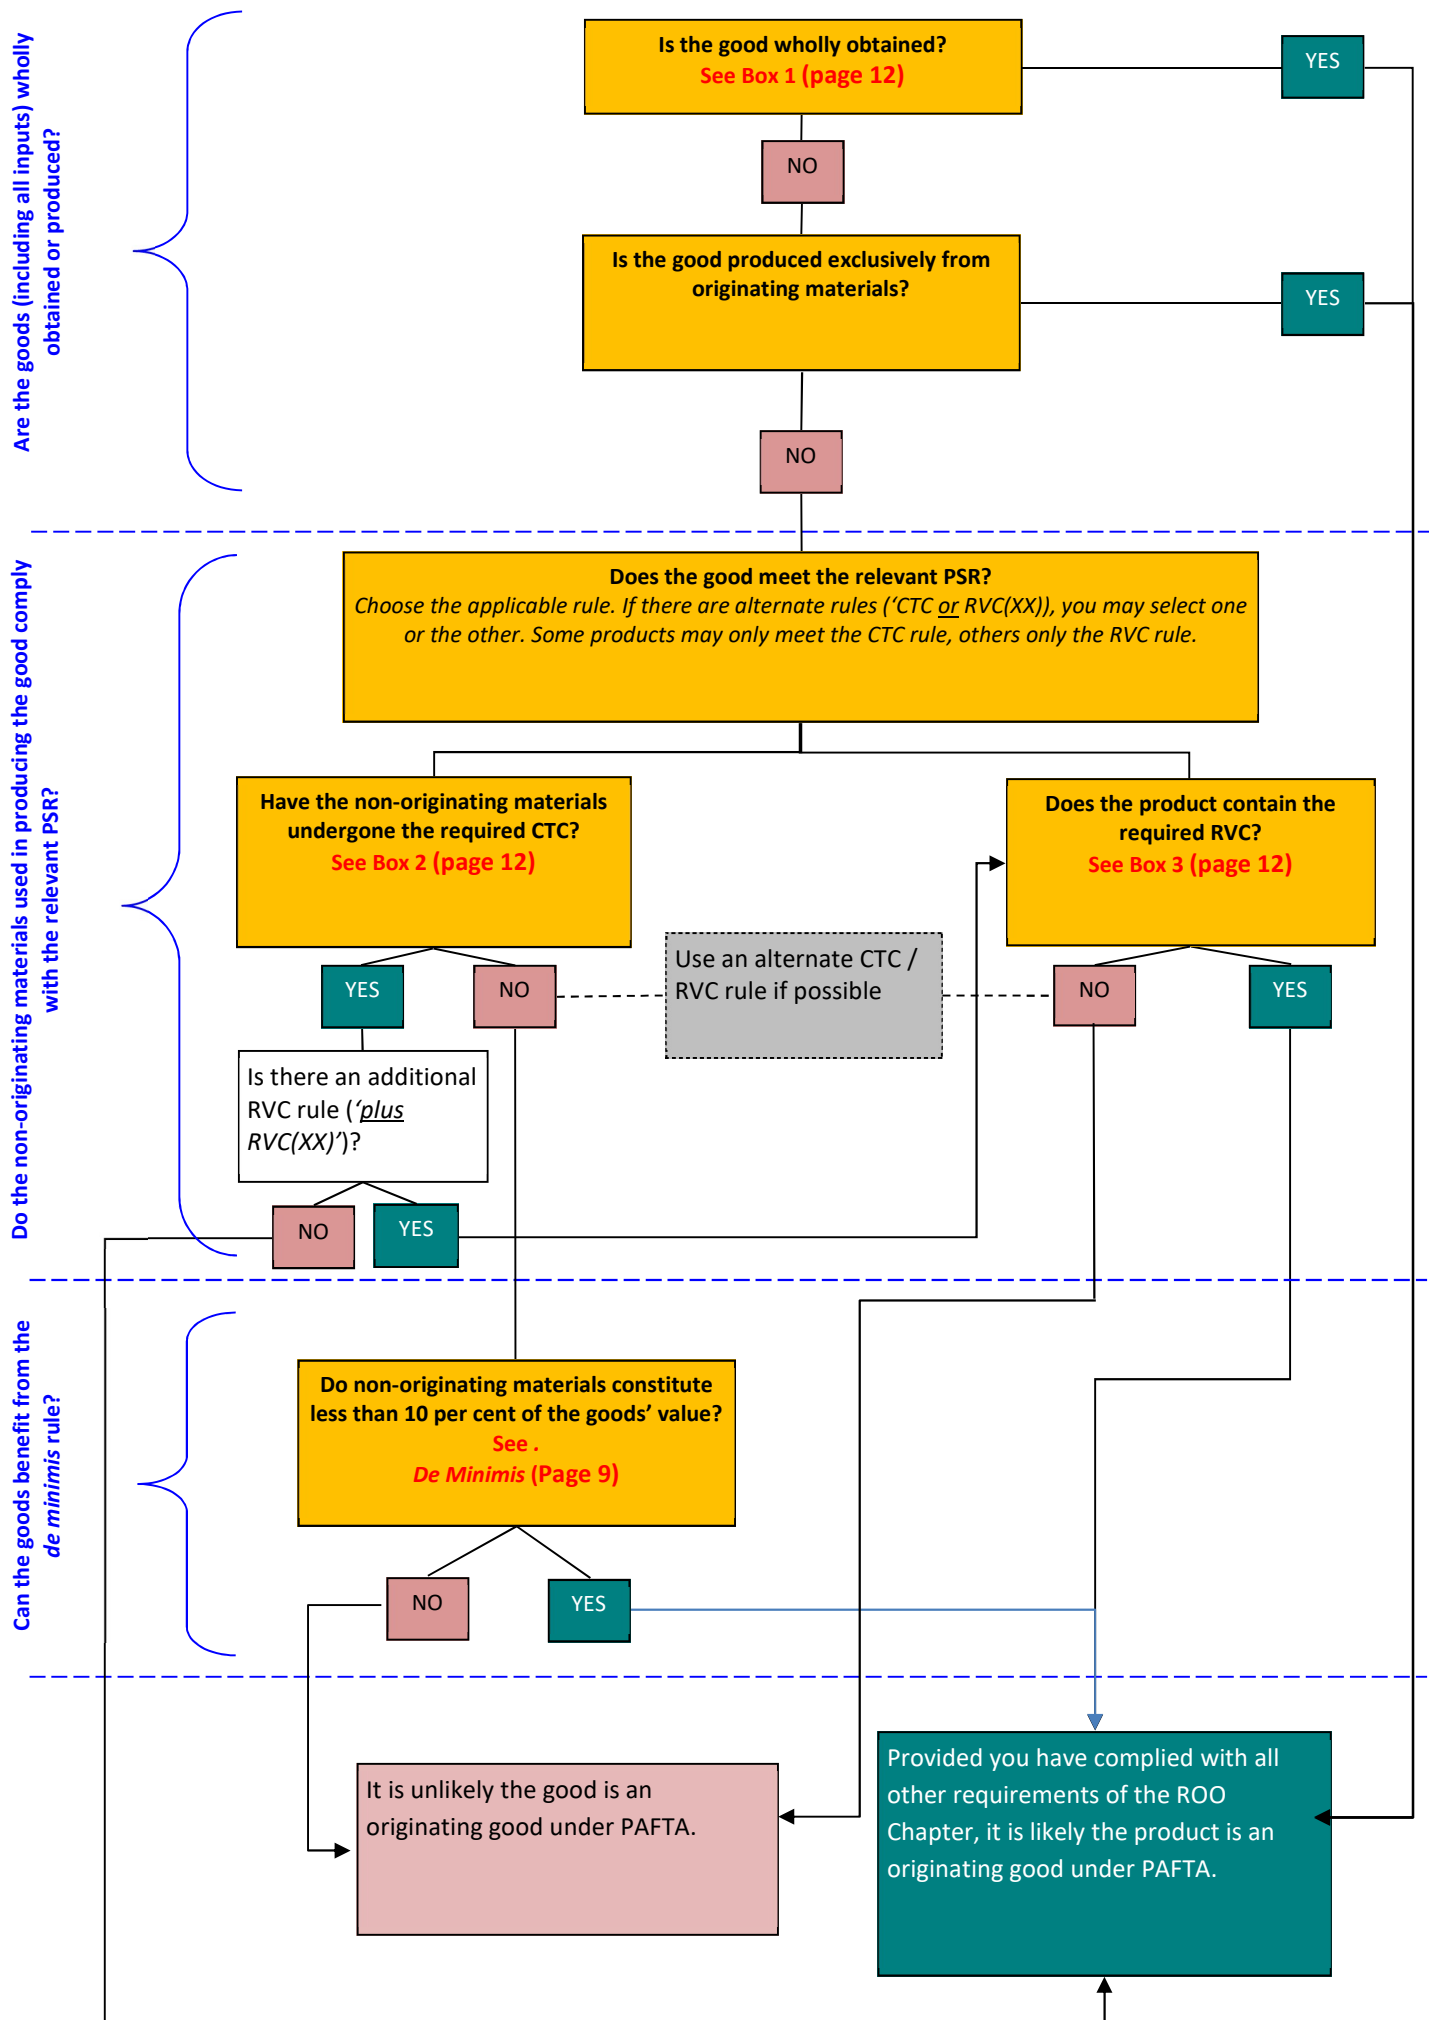 Are the goods (including all inputs) wholly
obtained or produced?
Is the good wholly obtained?
See Box 1 (page 12)
YES
NO
Is the good produced exclusively from
originating materials?
YES
NO
Do the non-originating materials used in producing the good comply
with the relevant PSR?
Does the good meet the relevant PSR?
Choose the applicable rule. If there are alternate rules (‘CTC or RVC(XX)), you may select one
or the other. Some products may only meet the CTC rule, others only the RVC rule.
Have the non-originating materials
undergone the required CTC?
See Box 2 (page 12)
Does the product contain the
required RVC?
See Box 3 (page 12)
YES
NO
Use an alternate CTC /
RVC rule if possible
NO
YES
Is there an additional
RVC rule (‘plus
RVC(XX)’)?
NO
YES
Can the goods benefit from the
de minimis rule?
Do non-originating materials constitute
less than 10 per cent of the goods’ value?
See .
De Minimis (Page 9)
NO
YES
It is unlikely the good is an
originating good under PAFTA.
Provided you have complied with all
other requirements of the ROO
Chapter, it is likely the product is an
originating good under PAFTA.